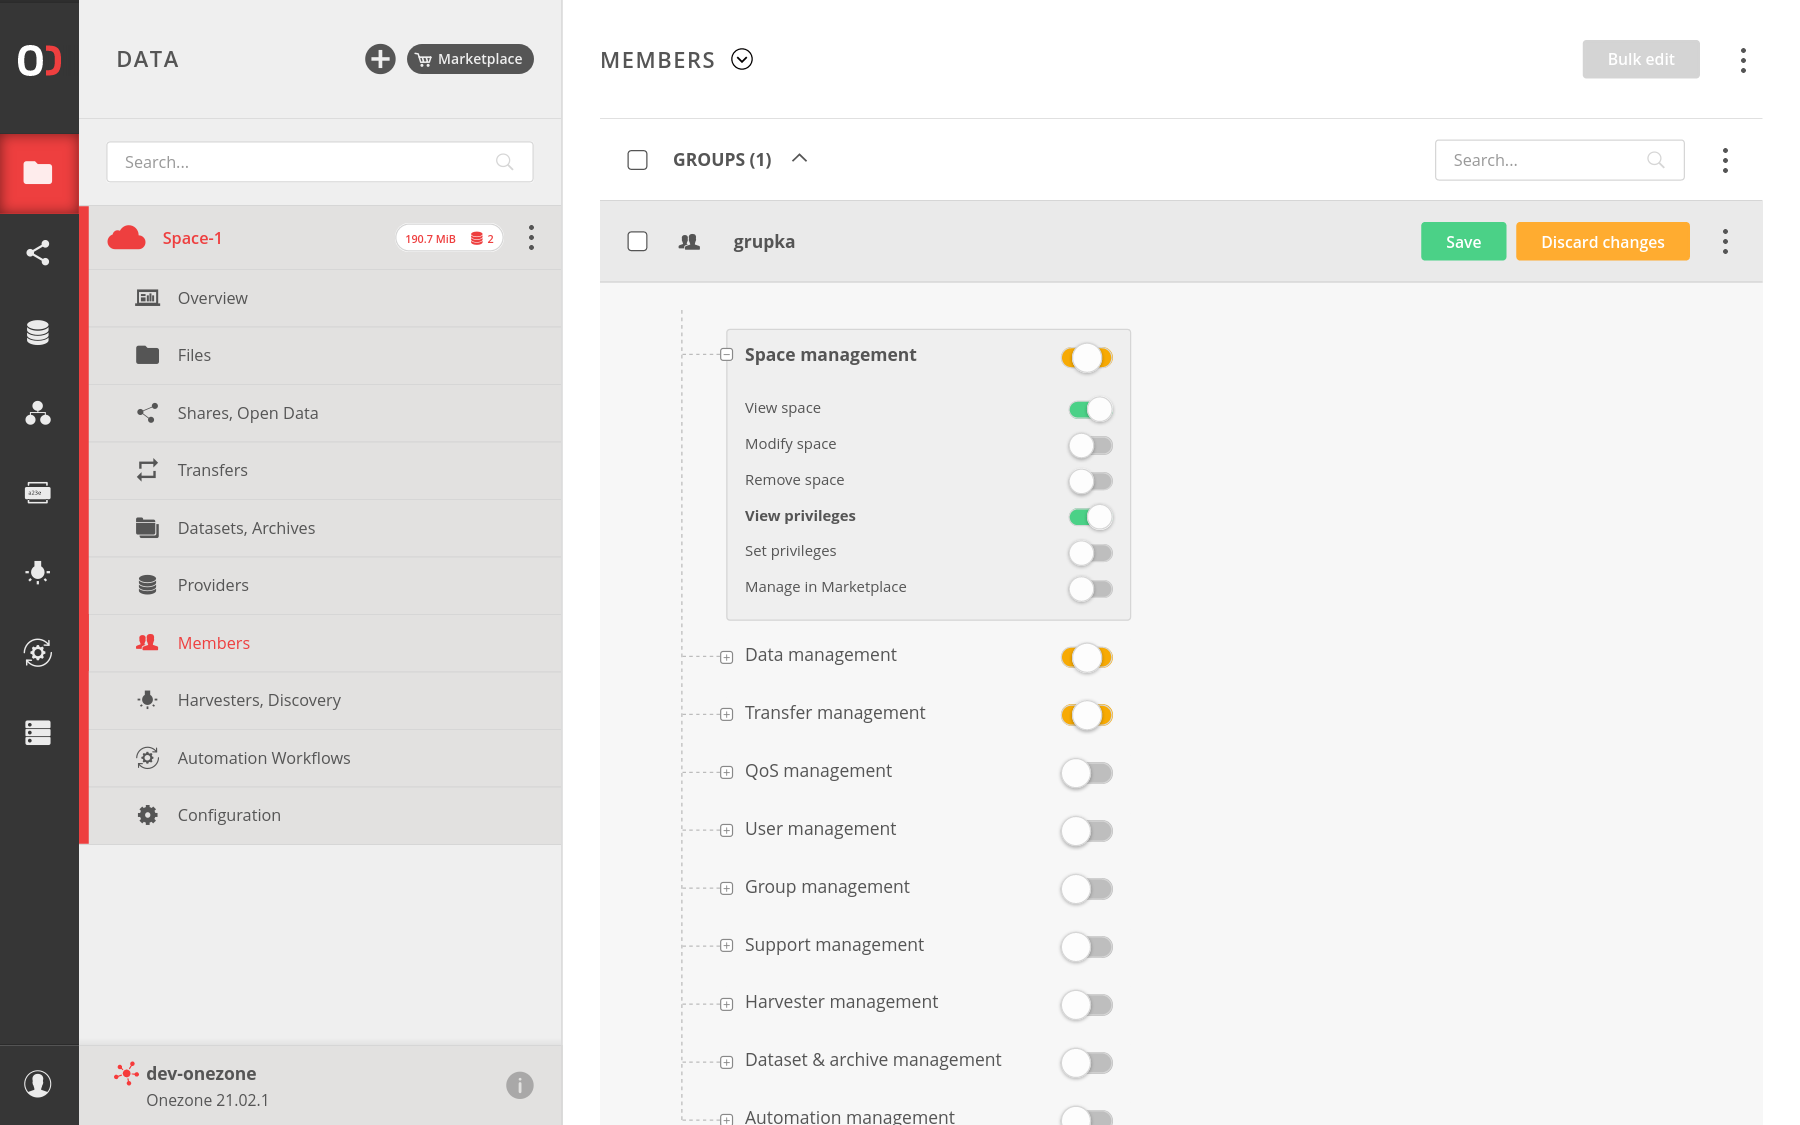 DATA
Marketplace
Search...
Space-1
190.7 MiB
2
Overview
Files
Shares, Open Data
Transfers
Datasets, Archives
Providers
Members
Harvesters, Discovery
Automation Workflows
Configuration
dev-onezone
Onezone 21.02.1
a23e
MEMBERS
Bulk edit
GROUPS (1)
Search...
grupka
Save
Discard changes
Space management
View space
Modify space
Remove space
View privileges
Set privileges
Manage in Marketplace
Data management
Transfer management
QoS management
User management
Group management
Support management
Harvester management
Dataset & archive management
Automation management